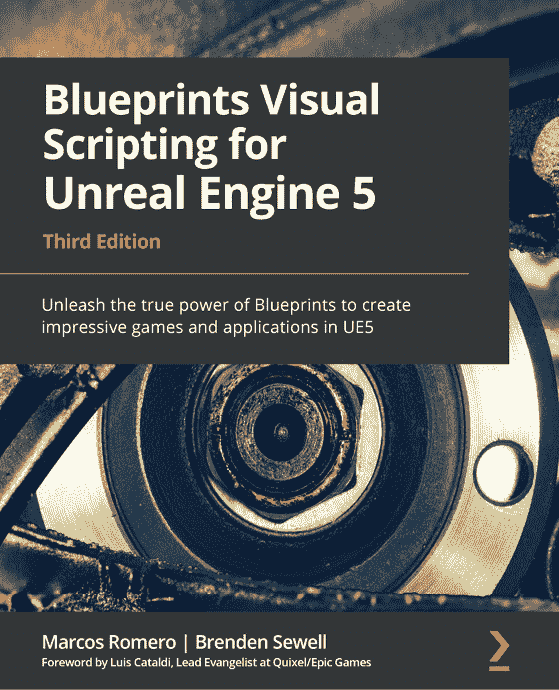 Blueprints Visual
Scripting for
Unreal Engine 5
Third Edition
Unleash the true power of Blueprints to create
impressive games and applications in UE5
Marcos Romero | Brenden Sewell
Foreword by Luis Cataldi, Lead Evangelist at Quixel/Epic Games